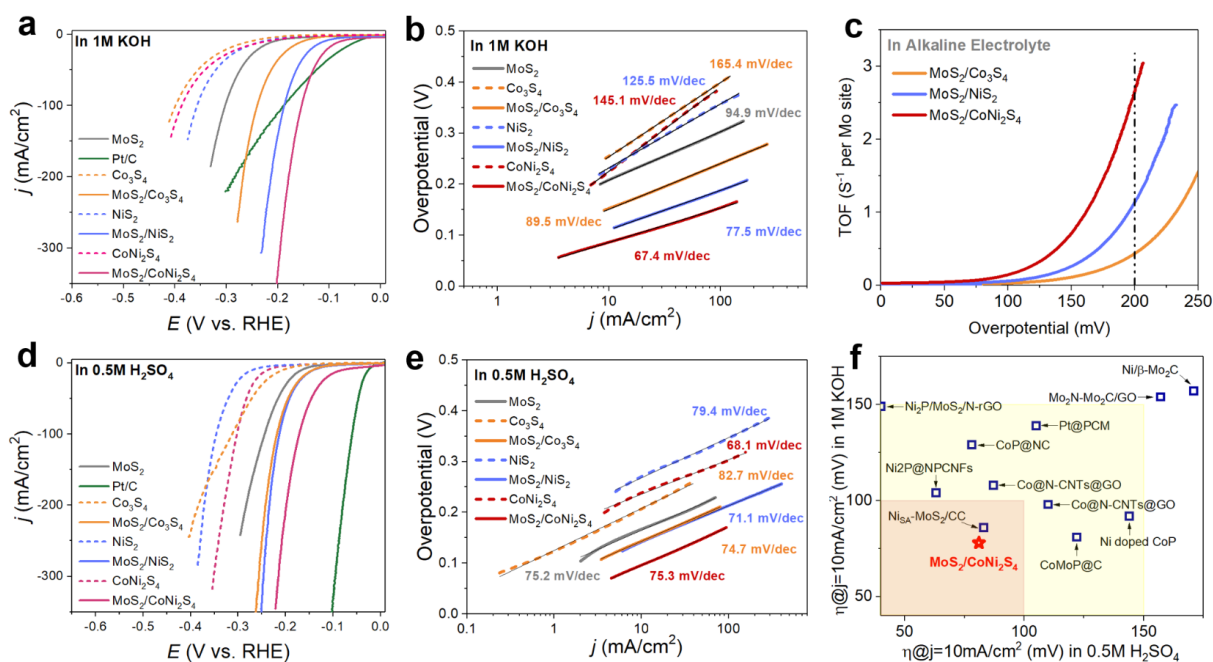 a
In 1M KOH
0
-50
-100
-150
-200
-250
-300
j (mA/cm²)
MoS₂
Pt/C
Co₃S₄
MoS₂/Co₃S₄
NiS₂
MoS₂/NiS₂
CoNi₂S₄
MoS₂/CoNi₂S₄
-0.6 -0.5 -0.4 -0.3 -0.2 -0.1 0.0
E (V vs. RHE)
b
In 1M KOH
0.5
0.4
0.3
0.2
0.1
0.0
Overpotential (V)
MoS₂
Co₃S₄
MoS₂/Co₃S₄
NiS₂
MoS₂/NiS₂
CoNi₂S₄
MoS₂/CoNi₂S₄
165.4 mV/dec
125.5 mV/dec
145.1 mV/dec
94.9 mV/dec
89.5 mV/dec
77.5 mV/dec
67.4 mV/dec
1 10 100
j (mA/cm²)
c
In Alkaline Electrolyte
3
2
1
0
TOF (S⁻¹ per Mo site)
MoS₂/Co₃S₄
MoS₂/NiS₂
MoS₂/CoNi₂S₄
0 50 100 150 200 250
Overpotential (mV)
d
In 0.5M H₂SO₄
0
-50
-100
-150
-200
-250
-300
j (mA/cm²)
MoS₂
Pt/C
Co₃S₄
MoS₂/Co₃S₄
NiS₂
MoS₂/NiS₂
CoNi₂S₄
MoS₂/CoNi₂S₄
-0.6 -0.5 -0.4 -0.3 -0.2 -0.1 0.0
E (V vs. RHE)
e
In 0.5M H₂SO₄
0.5
0.4
0.3
0.2
0.1
0.0
Overpotential (V)
MoS₂
Co₃S₄
MoS₂/Co₃S₄
NiS₂
MoS₂/NiS₂
CoNi₂S₄
MoS₂/CoNi₂S₄
79.4 mV/dec
68.1 mV/dec
82.7 mV/dec
71.1 mV/dec
74.7 mV/dec
75.2 mV/dec
75.3 mV/dec
0.1 1 10 100
j (mA/cm²)
f
200
150
100
50
η@j=10mA/cm² (mV) in 1M KOH
Ni/β-Mo₂C
Mo₂N-Mo₂C/GO
Ni₂P/MoS₂/N-rGO
Pt@PCM
CoP@NC
Ni2P@NPCNFs
Co@N-CNTs@GO
Co@N-CNTs@GO
Ni_SA-MoS₂/CC
Ni doped CoP
MoS₂/CoNi₂S₄
CoMoP@C
50 100 150
η@j=10mA/cm² (mV) in 0.5M H₂SO₄